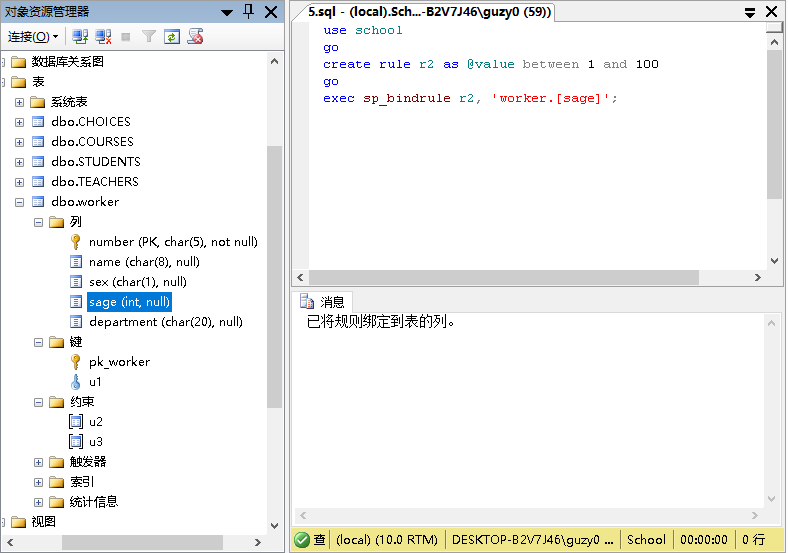 对象资源管理器
连接(O)
数据库关系图
表
系统表
dbo.CHOICES
dbo.COURSES
dbo.STUDENTS
dbo.TEACHERS
dbo.worker
列
number (PK, char(5), not null)
name (char(8), null)
sex (char(1), null)
sage (int, null)
department (char(20), null)
键
pk_worker
u1
约束
u2
u3
触发器
索引
统计信息
视图
5.sql - (local).Sch...-B2V7J46\guzy0 (59))
use school
go
create rule r2 as @value between 1 and 100
go
exec sp_bindrule r2, 'worker.[sage]';
消息
已将规则绑定到表的列。
查 (local) (10.0 RTM) DESKTOP-B2V7J46\guzy0 ... School 00:00:00 0 行